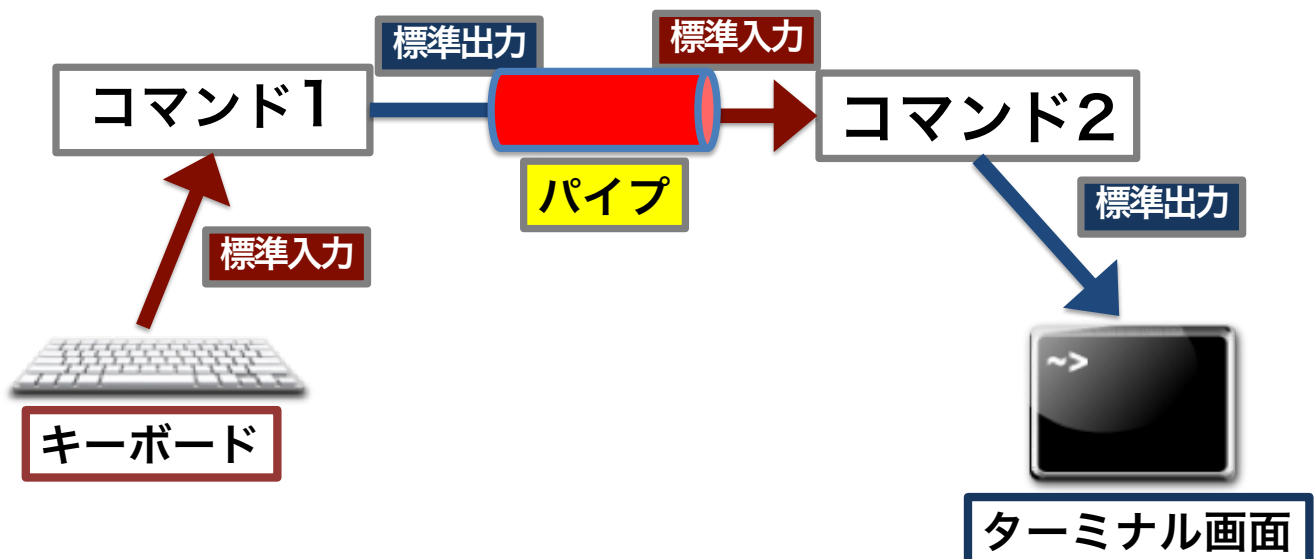 標準出力
標準入力
コマンド1
コマンド2
パイプ
標準出力
標準入力
~>
キーボード
ターミナル画面